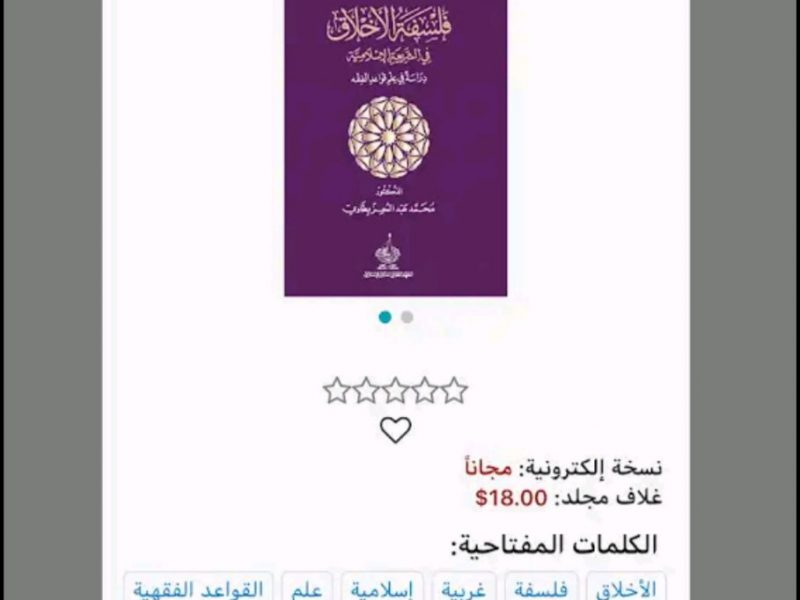 فلسفة الأخلاق
في الشريعة الإسلامية
دراسة في علم قواعد الفقه
الدكتور
نسخة إلكترونية: مجاناً
غلاف مجلد: $18.00
الكلمات المفتاحية:
الأخلاق فلسفة غربية إسلامية علم القواعد الفقهية